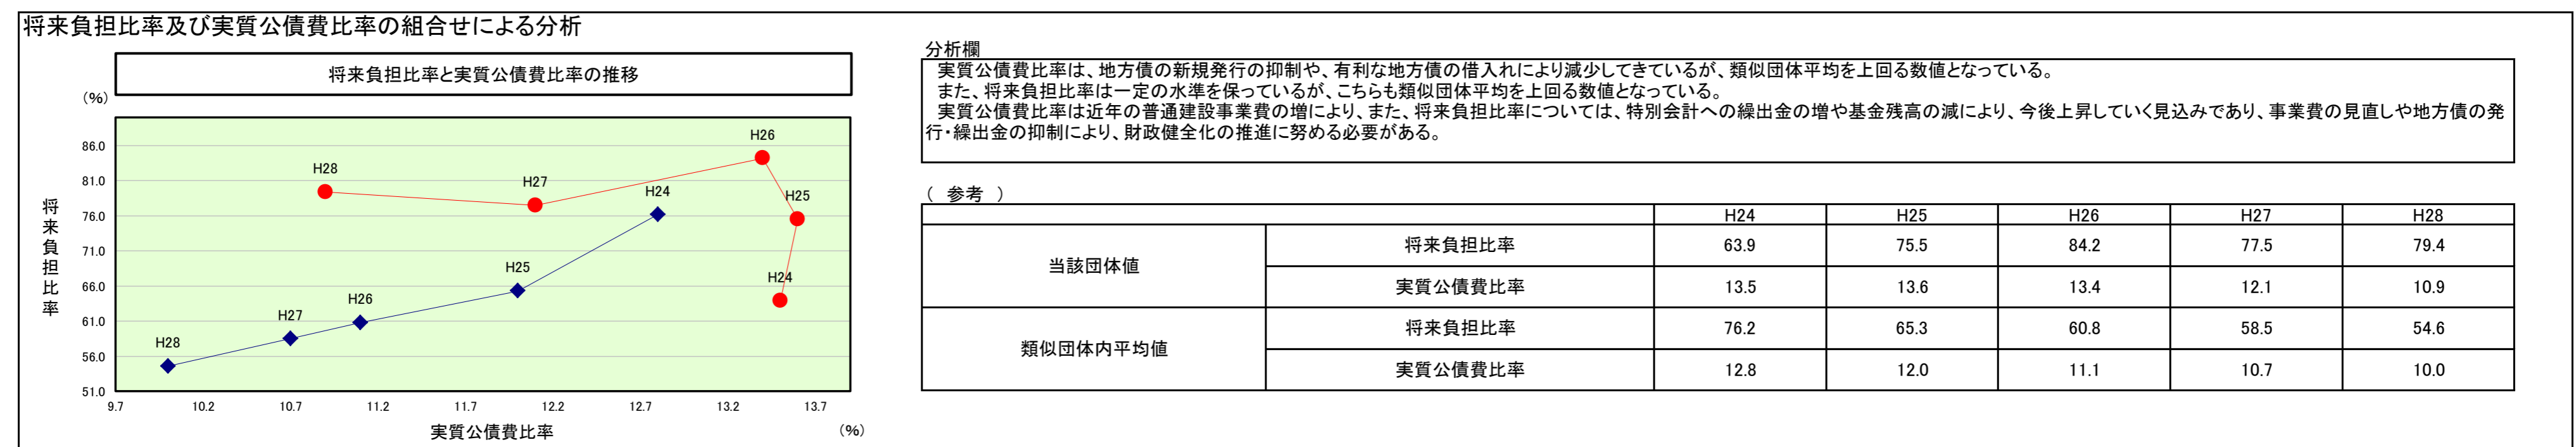 将来負担比率及び実質公債費比率の組合せによる分析
将来負担比率と実質公債費比率の推移
(%)
86.0
81.0
76.0
71.0
66.0
61.0
56.0
51.0
将来負担比率
H26
H28
H27
H24
H25
H24
H25
H26
H27
H28
9.7 10.2 10.7 11.2 11.7 12.2 12.7 13.2 13.7
実質公債費比率
(%)
分析欄
実質公債費比率は、地方債の新規発行の抑制や、有利な地方債の借入れにより減少してきているが、類似団体平均を上回る数値となっている。
また、将来負担比率は一定の水準を保っているが、こちらも類似団体平均を上回る数値となっている。
実質公債費比率は近年の普通建設事業費の増により、また、将来負担比率については、特別会計への繰出金の増や基金残高の減により、今後上昇していく見込みであり、事業費の見直しや地方債の発
行・繰出金の抑制により、財政健全化の推進に努める必要がある。
( 参考 )
H24 H25 H26 H27 H28
当該団体値
将来負担比率 63.9 75.5 84.2 77.5 79.4
実質公債費比率 13.5 13.6 13.4 12.1 10.9
類似団体内平均値
将来負担比率 76.2 65.3 60.8 58.5 54.6
実質公債費比率 12.8 12.0 11.1 10.7 10.0